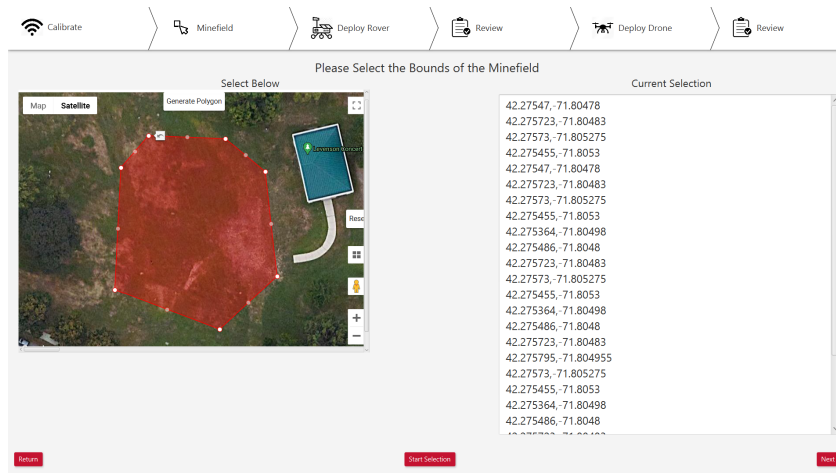 Calibrate
Minefield
Deploy Rover
Review
Deploy Drone
Review
Please Select the Bounds of the Minefield
Select Below
Current Selection
Map
Satellite
Generate Polygon
Rese
42.27547,-71.80478
42.275723,-71.80483
42.27573,-71.805275
42.275455,-71.8053
42.27547,-71.80478
42.275723,-71.80483
42.27573,-71.805275
42.275455,-71.8053
42.275364,-71.80498
42.275486,-71.8048
42.275723,-71.80483
42.27573,-71.805275
42.275455,-71.8053
42.275364,-71.80498
42.275486,-71.8048
42.275723,-71.80483
42.275795,-71.804955
42.27573,-71.805275
42.275455,-71.8053
42.275364,-71.80498
42.275486,-71.8048
Return
Start Selection
Next